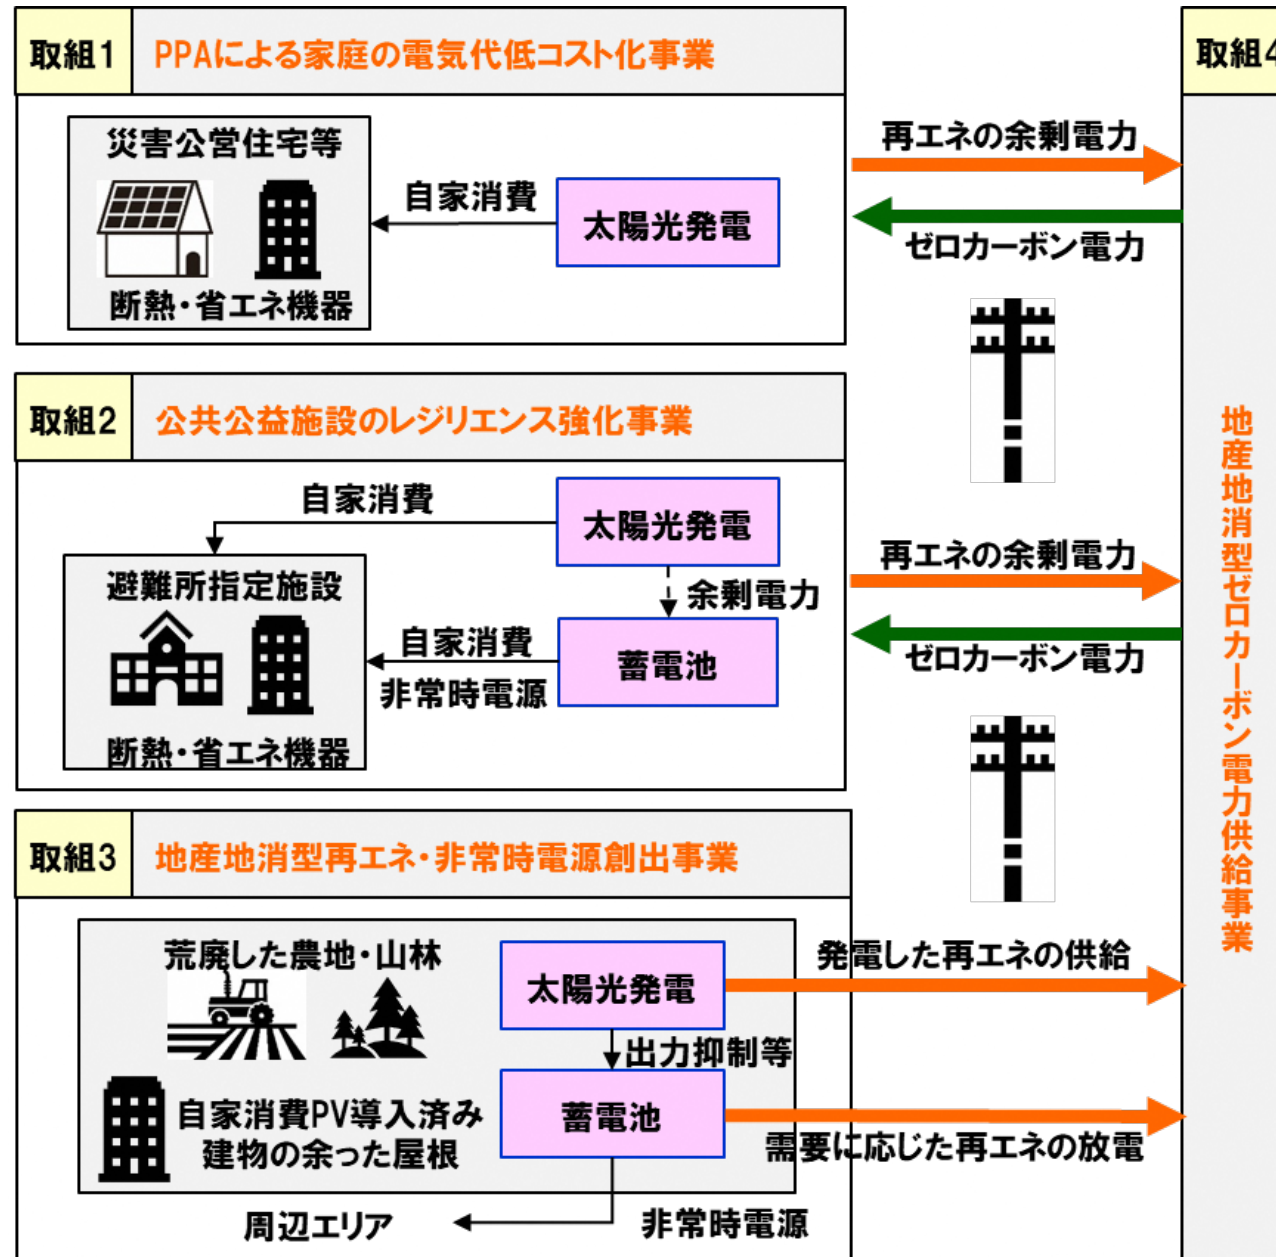 取組1
PPAによる家庭の電気代低コスト化事業
災害公営住宅等
断熱・省エネ機器
自家消費
太陽光発電
再エネの余剰電力
ゼロカーボン電力
取組2
公共公益施設のレジリエンス強化事業
自家消費
太陽光発電
余剰電力
避難所指定施設
自家消費
非常時電源
蓄電池
断熱・省エネ機器
再エネの余剰電力
ゼロカーボン電力
取組3
地産地消型再エネ・非常時電源創出事業
荒廃した農地・山林
太陽光発電
出力抑制等
自家消費PV導入済み
建物の余った屋根
蓄電池
周辺エリア
非常時電源
発電した再エネの供給
需要に応じた再エネの放電
取組4
地産地消型ゼロカーボン電力供給事業